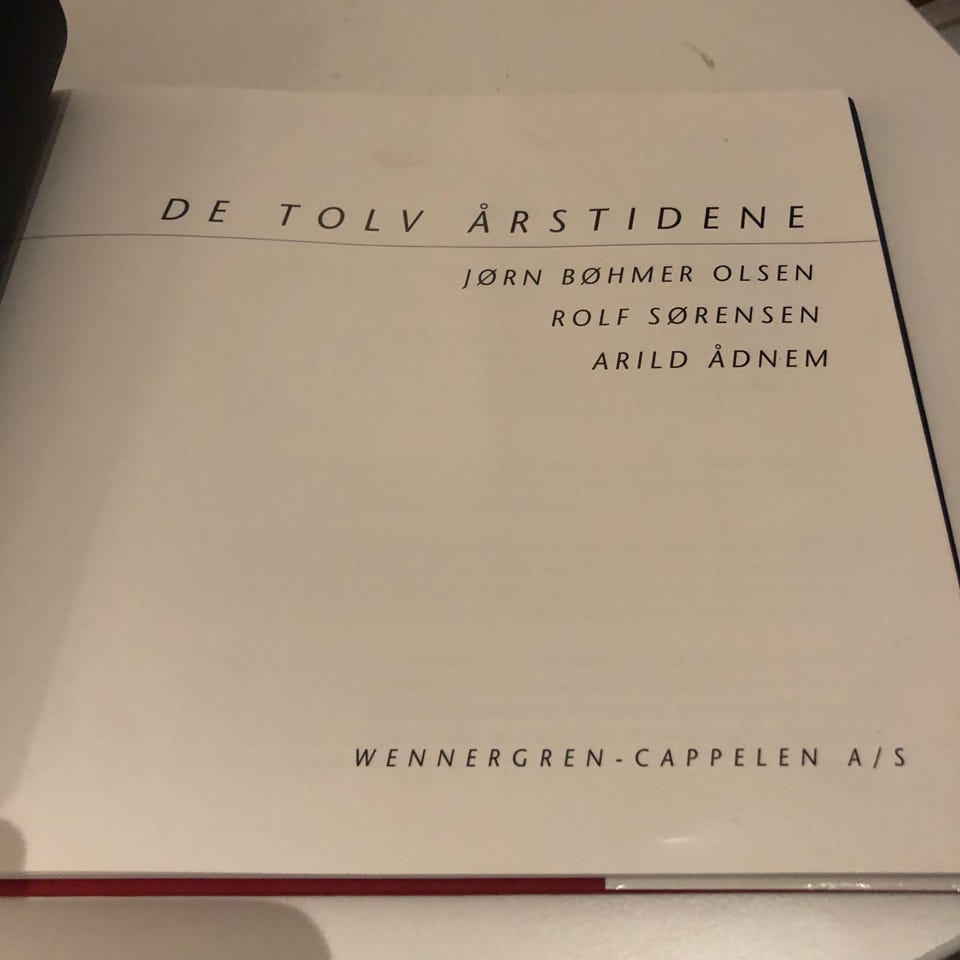 DE TOLV ÅRSTIDENE
JØRN BØHMER OLSEN
ROLF SØRENSEN
ARILD ÅDNEM
WENNERGREN-CAPPELEN A/S